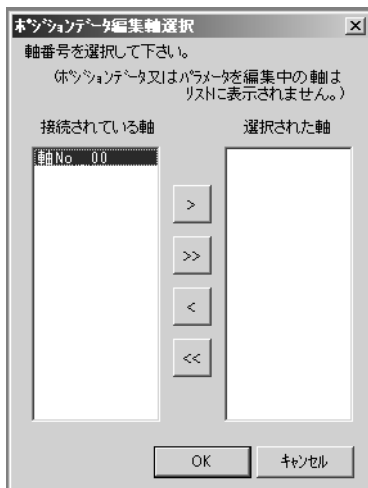 ﾎﾟｼﾞｼｮﾝﾃﾞｰﾀ編集軸選択
軸番号を選択して下さい。
(ﾎﾟｼﾞｼｮﾝﾃﾞｰﾀ又はﾊﾟﾗﾒｰﾀを編集中の軸は
ﾘｽﾄに表示されません。)
接続されている軸 選択された軸
軸No_ 00
>
>>
<
<<
OK ｷｬﾝｾﾙ